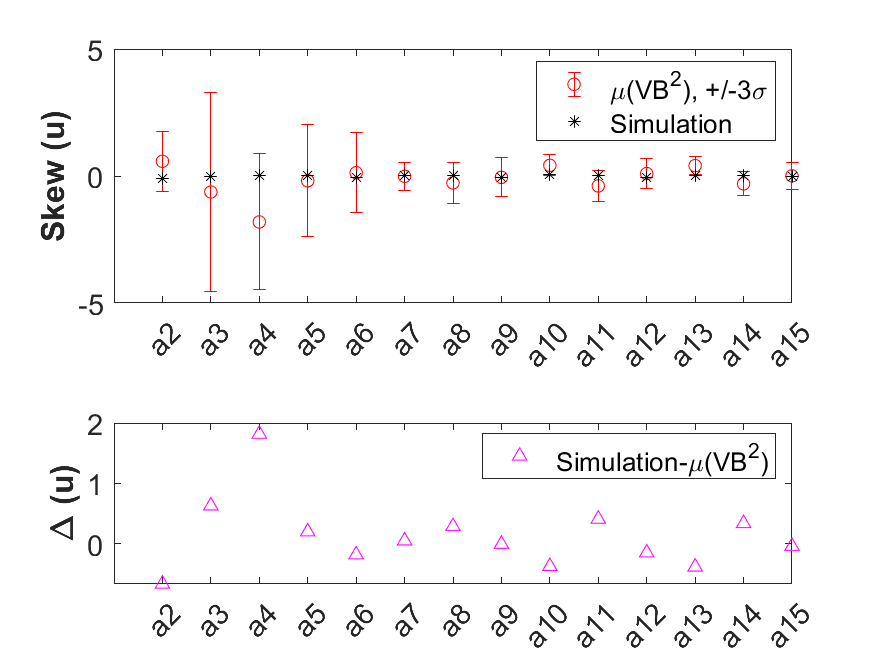 5
0
-5
Skew (u)
μ(VB²), +/-3σ
Simulation
a2 a3 a4 a5 a6 a7 a8 a9 a10 a11 a12 a13 a14 a15
2
1
0
Δ (u)
Simulation-μ(VB²)
a2 a3 a4 a5 a6 a7 a8 a9 a10 a11 a12 a13 a14 a15